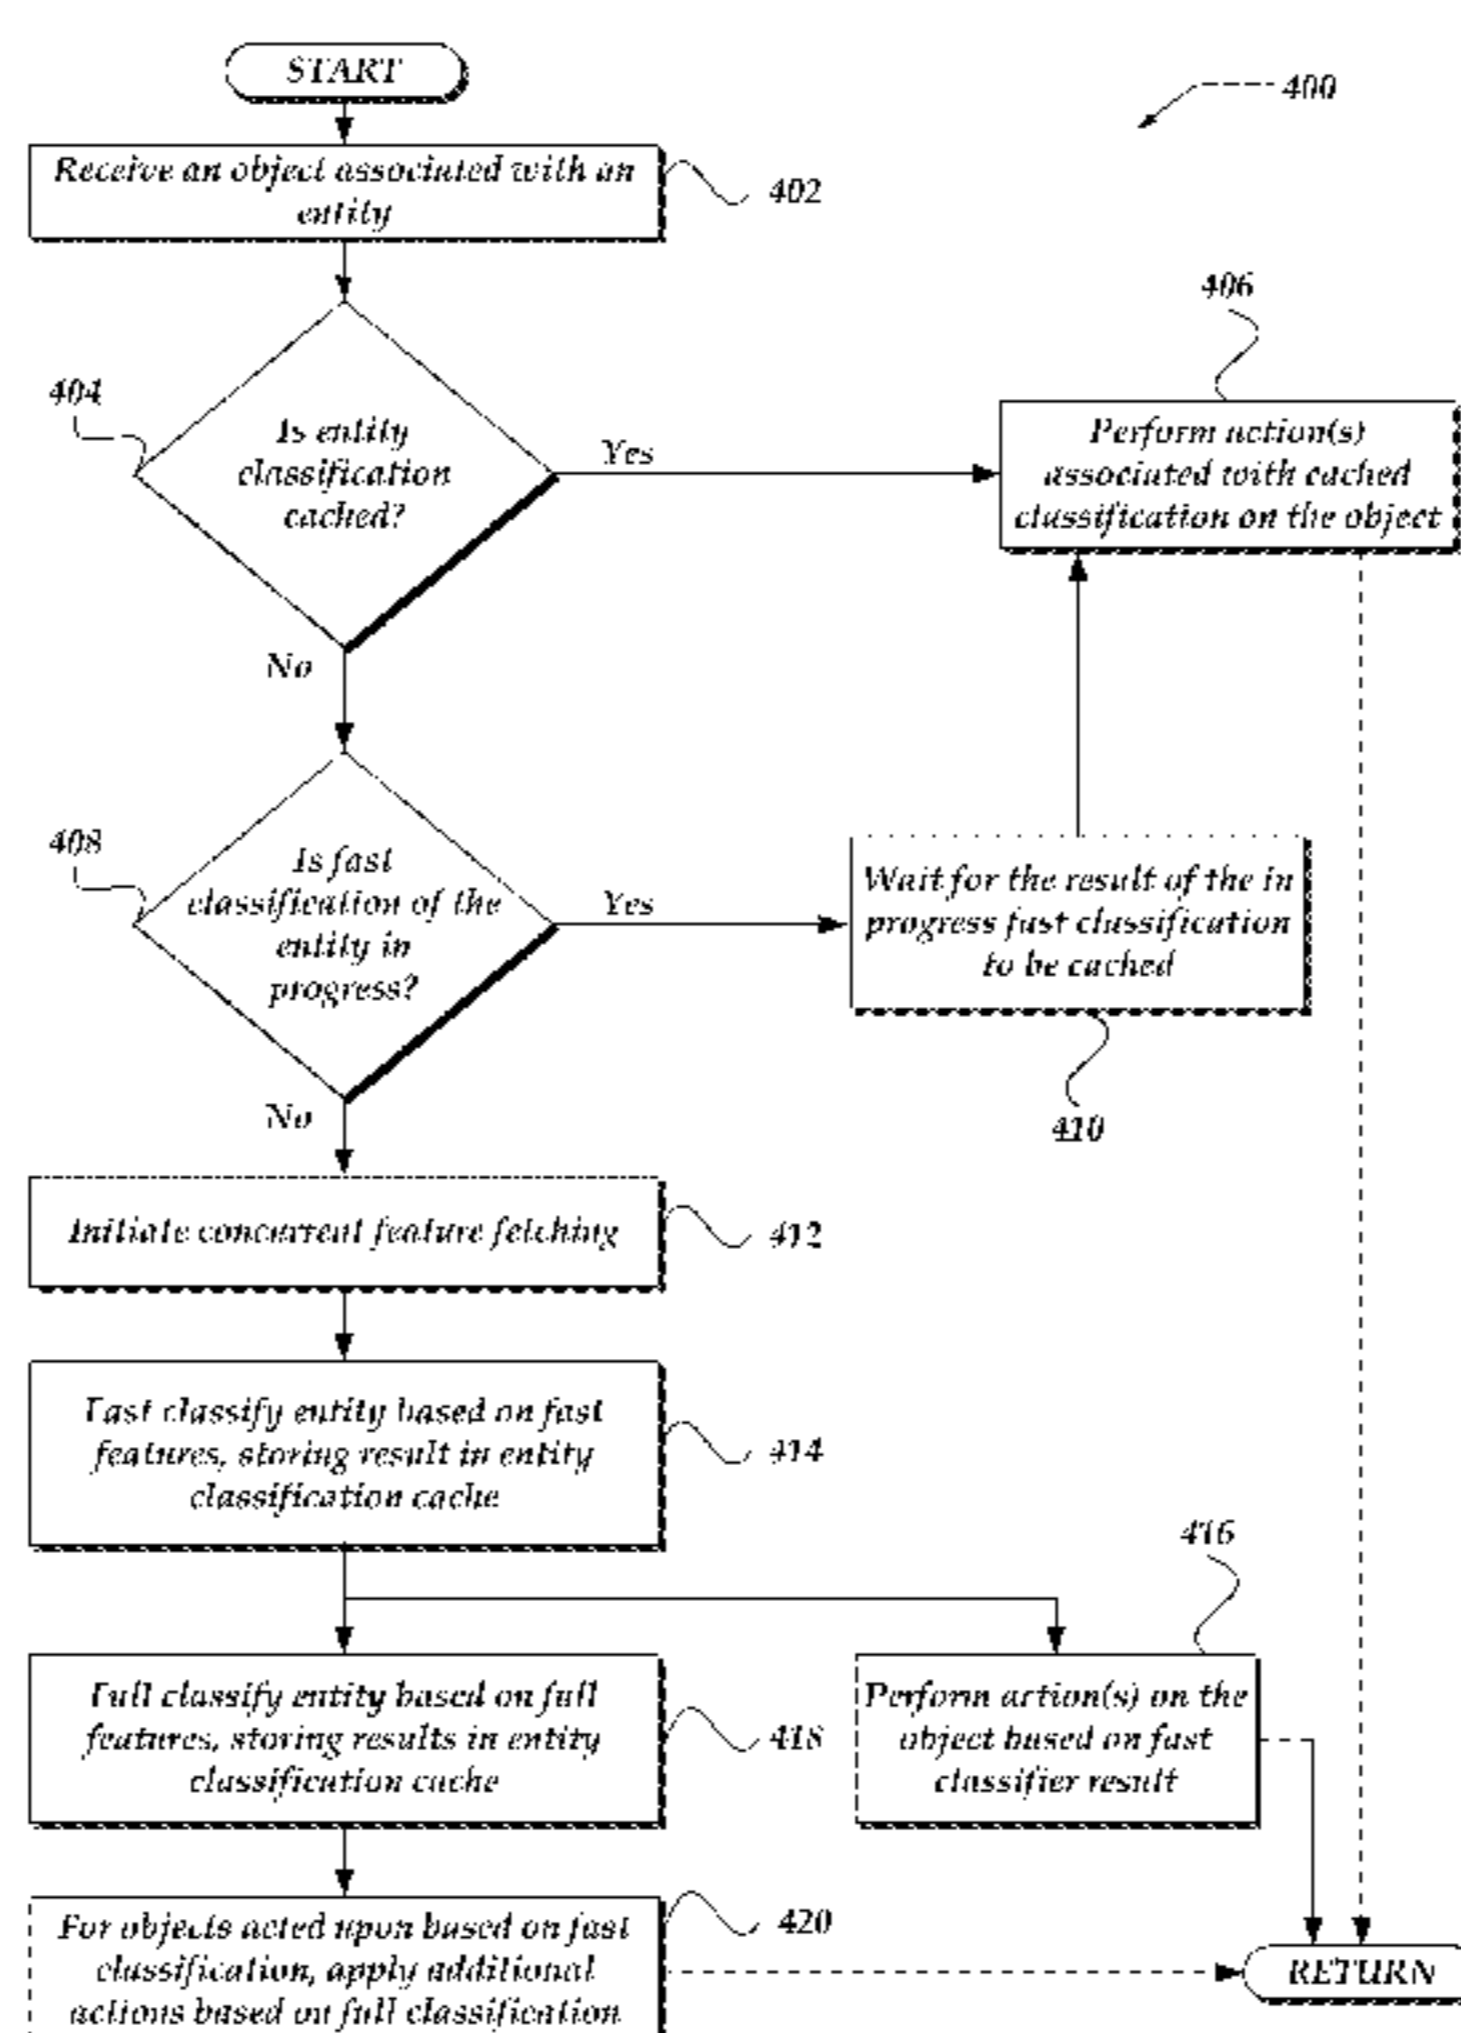 START
400
Receive an object associated with an
entity
402
406
404
Is entity
classification
cached?
Yes
Perform action(s)
associated with cached
classification on the object
No
408
Is fast
classification of the
entity in
progress?
Yes
Wait for the result of the in
progress fast classification
to be cached
410
No
Initiate concurrent feature fetching
412
Fast classify entity based on fast
features, storing result in entity
classification cache
414
416
Full classify entity based on full
features, storing results in entity
classification cache
418
Perform action(s) on the
object based on fast
classifier result
For objects acted upon based on fast
classification, apply additional
actions based on full classification
420
RETURN